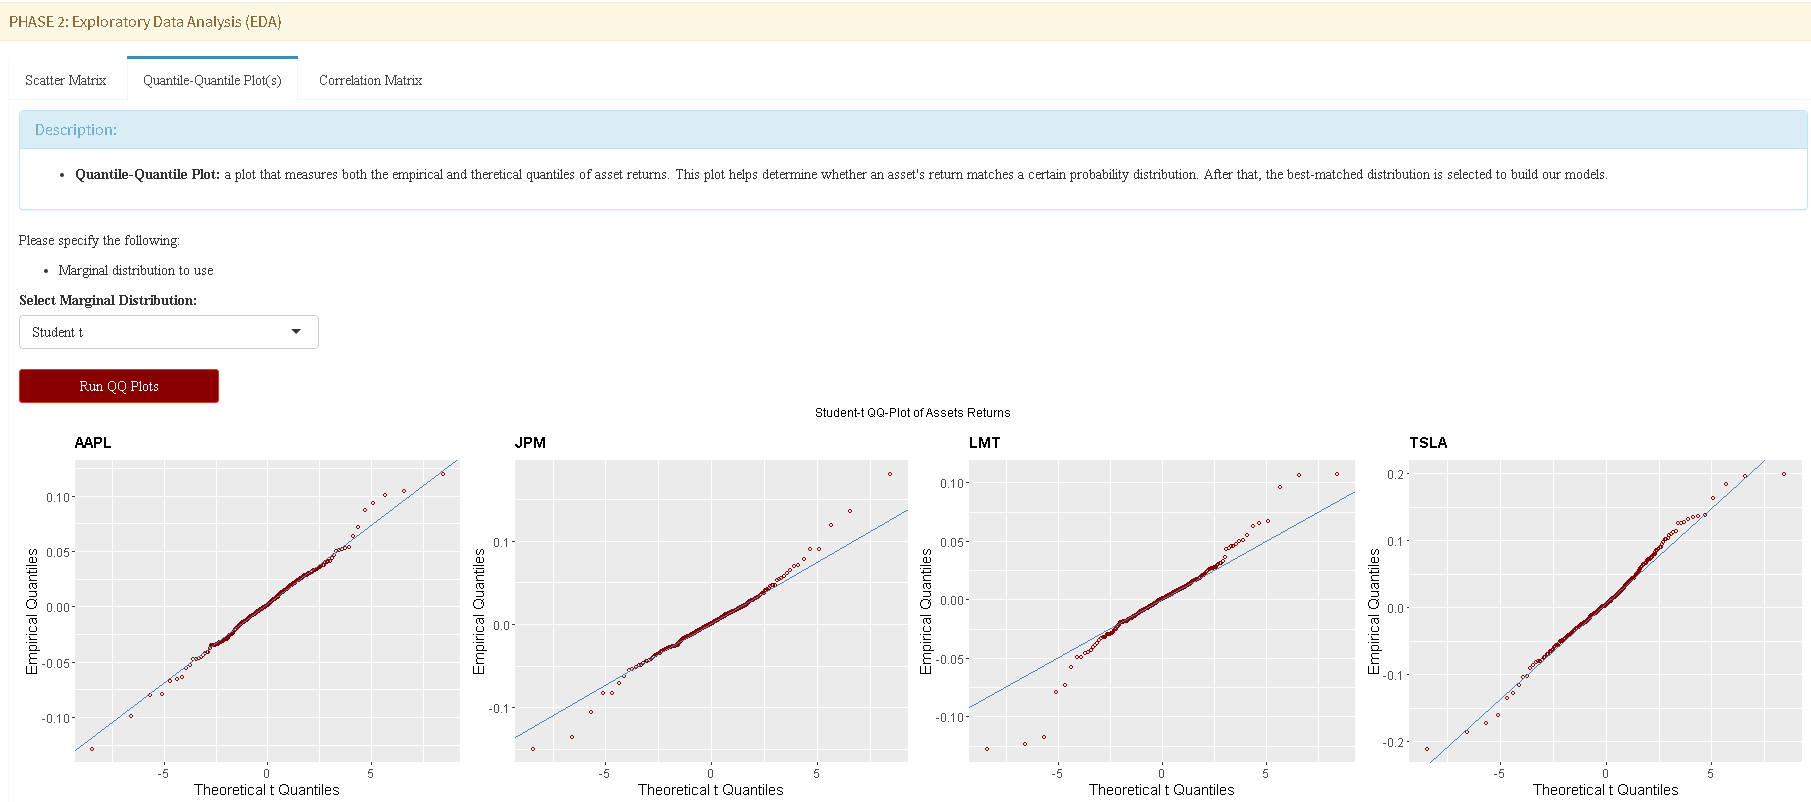 PHASE 2: Exploratory Data Analysis (EDA)
Scatter Matrix Quantile-Quantile Plot(s) Correlation Matrix
Description:
• Quantile-Quantile Plot: a plot that measures both the empirical and theretical quantiles of asset returns. This plot helps determine whether an asset's return matches a certain probability distribution. After that, the best-matched distribution is selected to build our models.
Please specify the following:
• Marginal distribution to use
Select Marginal Distribution:
Student t
Run QQ Plots
Student-t QQ-Plot of Assets Returns
AAPL
Empirical Quantiles
0.10
0.05
0.00
-0.05
-0.10
-5 0 5
Theoretical t Quantiles
JPM
Empirical Quantiles
0.1
0.0
-0.1
-5 0 5
Theoretical t Quantiles
LMT
Empirical Quantiles
0.10
0.05
0.00
-0.05
-0.10
-5 0 5
Theoretical t Quantiles
TSLA
Empirical Quantiles
0.2
0.1
0.0
-0.1
-0.2
-5 0 5
Theoretical t Quantiles